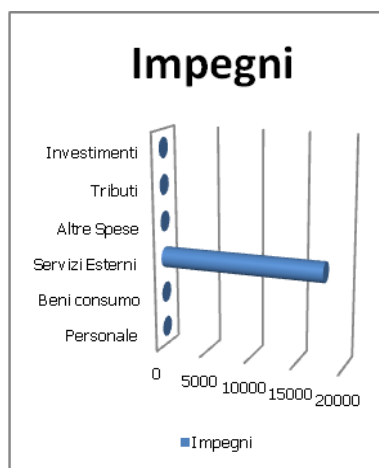 Impegni
Investimenti
Tributi
Altre Spese
Servizi Esterni
Beni consumo
Personale
0
5000
10000
15000
20000
Impegni